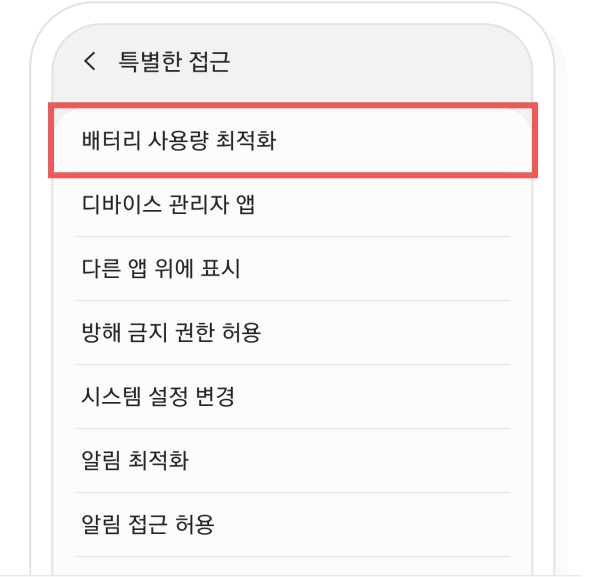 특별한 접근
배터리 사용량 최적화
디바이스 관리자 앱
다른 앱 위에 표시
방해 금지 권한 허용
시스템 설정 변경
알림 최적화
알림 접근 허용